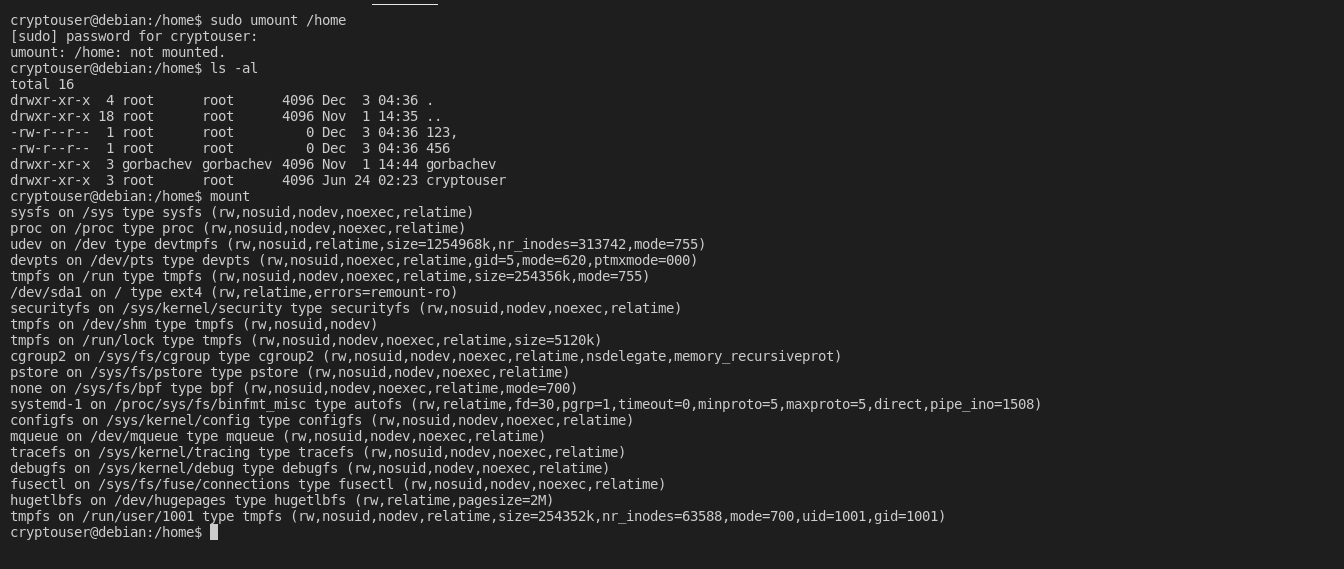 cryptouser@debian:/home$ sudo umount /home
[sudo] password for cryptouser:
umount: /home: not mounted.
cryptouser@debian:/home$ ls -al
total 16
drwxr-xr-x  4 root      root      4096 Dec  3 04:36 .
drwxr-xr-x 18 root      root      4096 Nov  1 14:35 ..
-rw-r--r--  1 root      root         0 Dec  3 04:36 123,
-rw-r--r--  1 root      root         0 Dec  3 04:36 456
drwxr-xr-x  3 gorbachev gorbachev 4096 Nov  1 14:44 gorbachev
drwxr-xr-x  3 root      root      4096 Jun 24 02:23 cryptouser
cryptouser@debian:/home$ mount
sysfs on /sys type sysfs (rw,nosuid,nodev,noexec,relatime)
proc on /proc type proc (rw,nosuid,nodev,noexec,relatime)
udev on /dev type devtmpfs (rw,nosuid,relatime,size=1254968k,nr_inodes=313742,mode=755)
devpts on /dev/pts type devpts (rw,nosuid,noexec,relatime,gid=5,mode=620,ptmxmode=000)
tmpfs on /run type tmpfs (rw,nosuid,nodev,noexec,relatime,size=254356k,mode=755)
/dev/sda1 on / type ext4 (rw,relatime,errors=remount-ro)
securityfs on /sys/kernel/security type securityfs (rw,nosuid,nodev,noexec,relatime)
tmpfs on /dev/shm type tmpfs (rw,nosuid,nodev)
tmpfs on /run/lock type tmpfs (rw,nosuid,nodev,noexec,relatime,size=5120k)
cgroup2 on /sys/fs/cgroup type cgroup2 (rw,nosuid,nodev,noexec,relatime,nsdelegate,memory_recursiveprot)
pstore on /sys/fs/pstore type pstore (rw,nosuid,nodev,noexec,relatime)
none on /sys/fs/bpf type bpf (rw,nosuid,nodev,noexec,relatime,mode=700)
systemd-1 on /proc/sys/fs/binfmt_misc type autofs (rw,relatime,fd=30,pgrp=1,timeout=0,minproto=5,maxproto=5,direct,pipe_ino=1508)
configfs on /sys/kernel/config type configfs (rw,nosuid,nodev,noexec,relatime)
mqueue on /dev/mqueue type mqueue (rw,nosuid,nodev,noexec,relatime)
tracefs on /sys/kernel/tracing type tracefs (rw,nosuid,nodev,noexec,relatime)
debugfs on /sys/kernel/debug type debugfs (rw,nosuid,nodev,noexec,relatime)
fusectl on /sys/fs/fuse/connections type fusectl (rw,nosuid,nodev,noexec,relatime)
hugetlbfs on /dev/hugepages type hugetlbfs (rw,relatime,pagesize=2M)
tmpfs on /run/user/1001 type tmpfs (rw,nosuid,nodev,relatime,size=254352k,nr_inodes=63588,mode=700,uid=1001,gid=1001)
cryptouser@debian:/home$